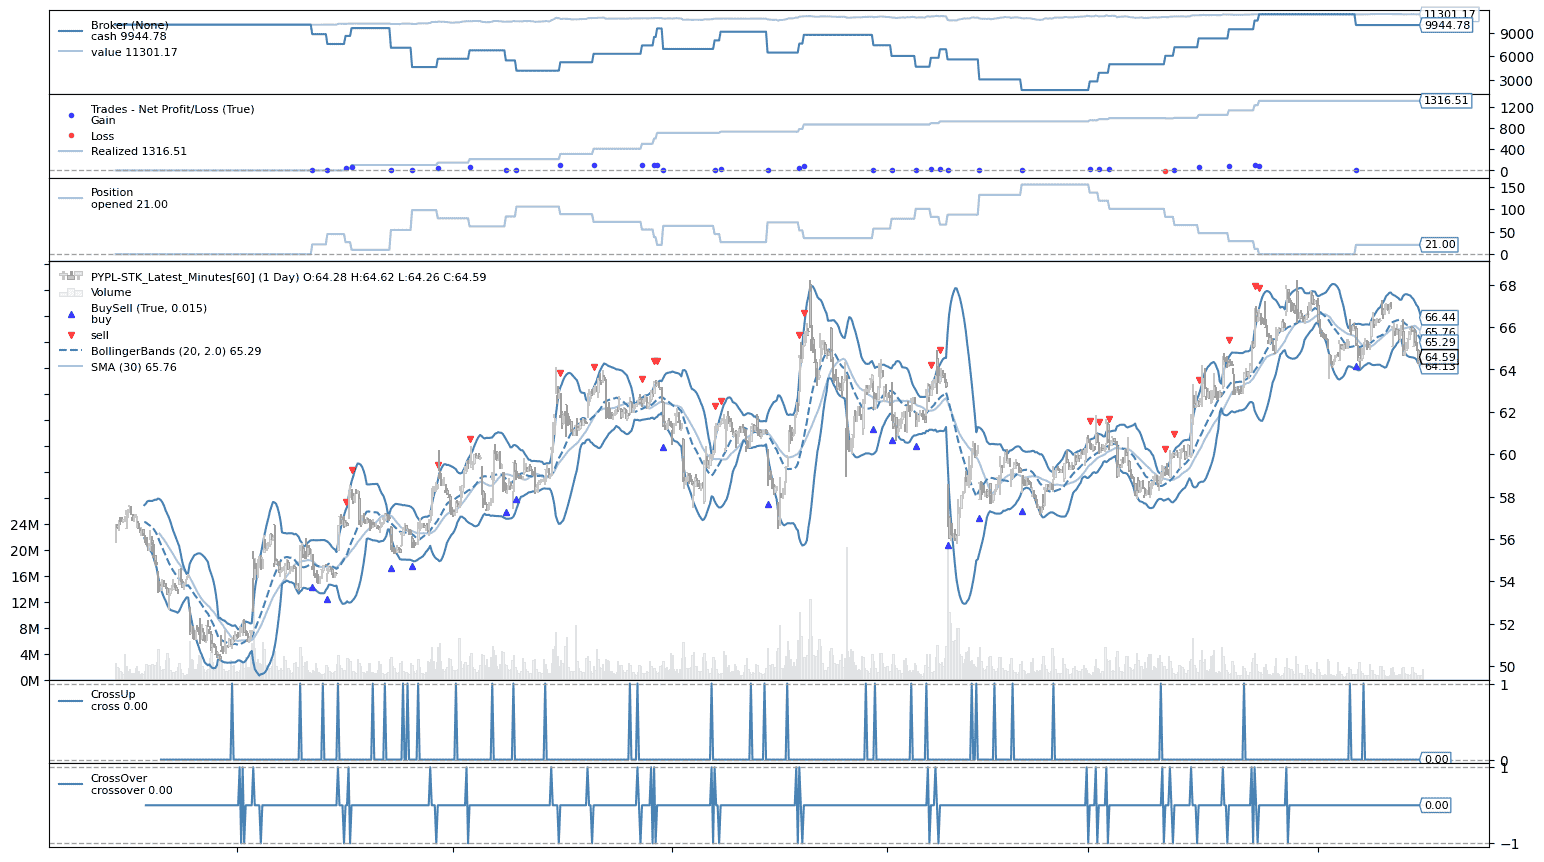 Broker (None)
cash 9944.78
value 11301.17
11301.17
9944.78
9000
6000
3000
Trades - Net Profit/Loss (True)
Gain
Loss
Realized 1316.51
1316.51
1200
800
400
0
Position
opened 21.00
150
100
50
21.00
0
PYPL-STK_Latest_Minutes[60] (1 Day) O:64.28 H:64.62 L:64.26 C:64.59
Volume
BuySell (True, 0.015)
buy
sell
BollingerBands (20, 2.0) 65.29
SMA (30) 65.76
68
66.44
66
65.76
65.29
64.59
64.13
64
62
60
58
56
54
52
50
24M
20M
16M
12M
8M
4M
0M
CrossUp
cross 0.00
1
0.00
0
CrossOver
crossover 0.00
1
0.00
−1